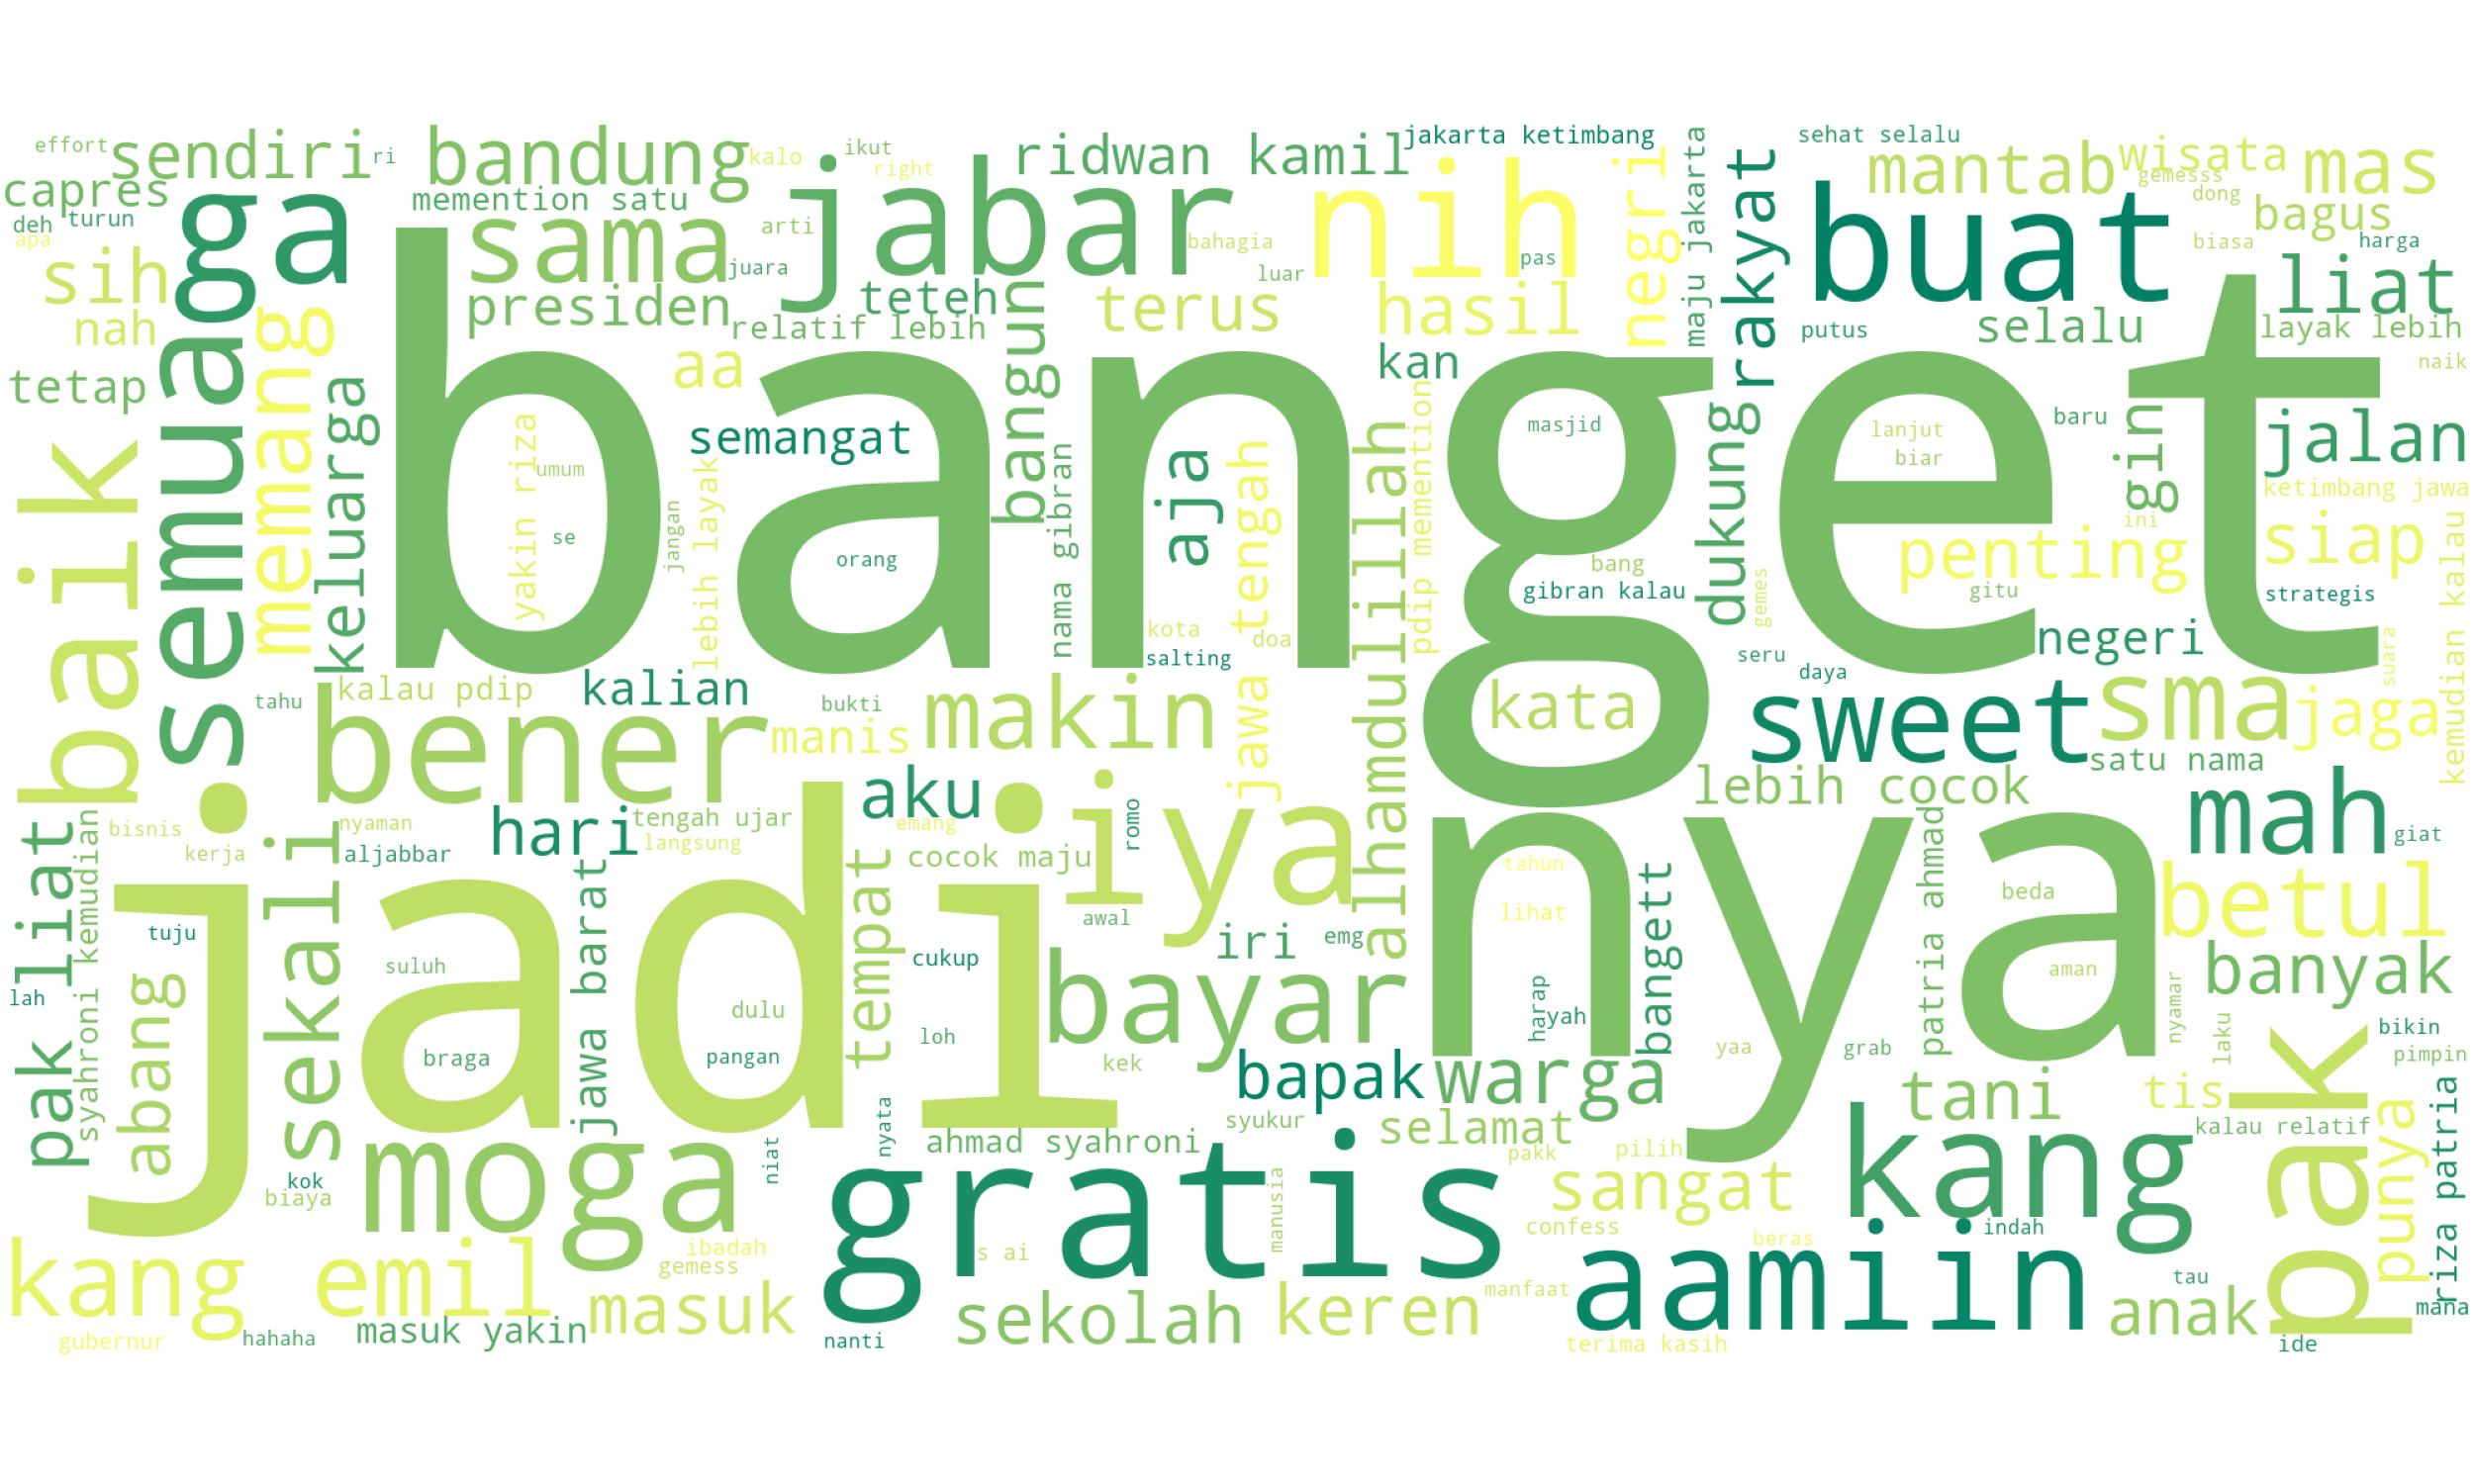 effort
sendiri
ri
bandung
kalo
ikut
right
ridwan kamil
jakarta ketimbang
sehat selalu
mantab
wisata
gemesss
mas
capres
memention satu
jabar
nih
negri
maju jakarta
rakyat
buat
dong
bagus
deh
turun
apa
semuaga
sama
arti
juara
bahagia
luar
pas
biasa
harga
sih
presiden
teteh
terus
hasil
liat
nah
relatif lebih
putus
selalu
layak lebih
tetap
memang
keluarga
aa
bangun
kan
naik
banget
semangat
masjid
lanjut
biar
baru
gin
jalan
baik
yakin riza
umum
se
jangan
lebih layak
orang
nama gibran
aja
jawa tengah
alhamdulillah
pdip memention
bang
gibran kalau
dukung
gemes
penting
gitu
ini
ketimbang jawa
siap
strategis
kemudian kalau
kota
doa
salting
seru
daya
negeri
suara
tahu
kalau pdip
kalian
bukti
makin
kata
sweet
sma
jaga
bener
manis
satu nama
lebih cocok
aku
iya
nya
mah
giat
bisnis
kerja
nyaman
aljabbar
hari
tengah ujar
langsung
emang
cocok maju
romo
pak liat
syahroni kemudian
sekali
jadi
jawa barat
tempat
awal
tahun
lihat
bangett
patria ahmad
beda
betul
tuju
suluh
cukup
iri
emg
aman
banyak
lah
abang
dulu
loh
bayar
harap
yah
nyamar
laku
bikin
braga
pangan
kek
bapak
warga
yaa
grab
tani
tis
pak
pimpin
punya
riza patria
moga
niat
nyata
ahmad syahroni
syukur
selamat
pakk
pilih
kang
kalau relatif
kok
biaya
gratis
manusia
sangat
confess
beras
indah
kang emil
ibadah
gemess
s ai
manfaat
aamiin
tau
masuk
sekolah
keren
anak
mana
gubernur
hahaha
masuk yakin
nanti
terima kasih
ide